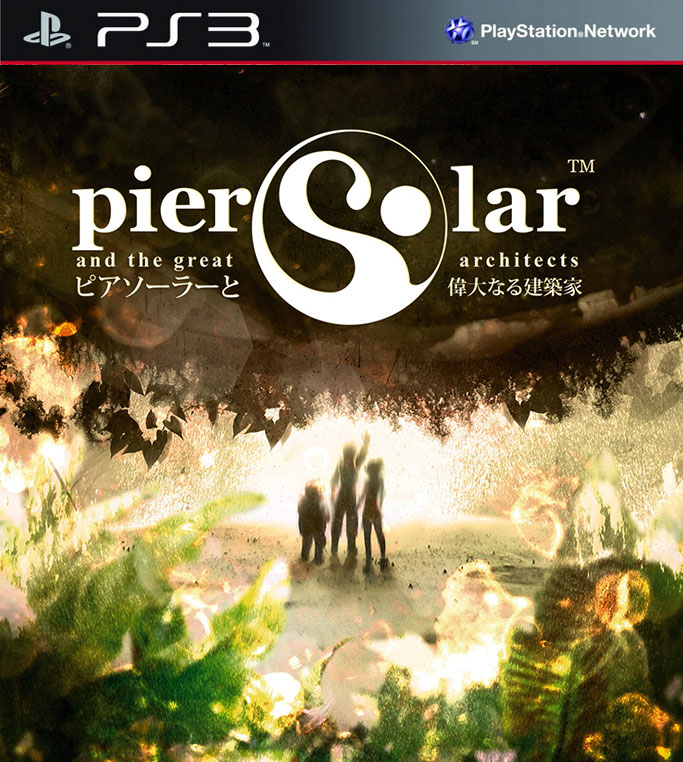 PS3™
PlayStation®Network
pier Solar™
and the great architects
ピアソーラーと 偉大なる建築家